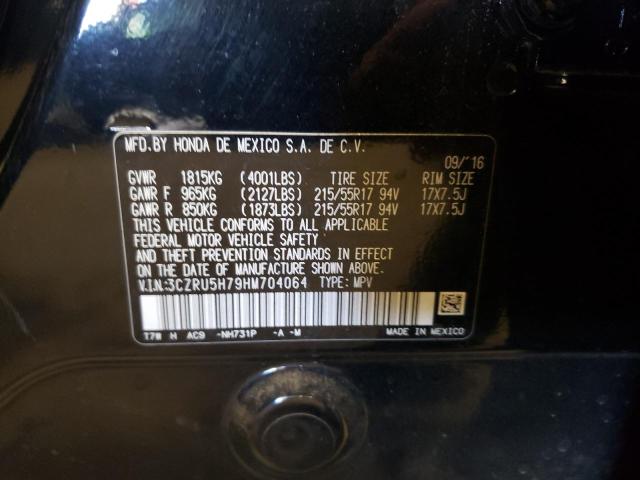 MFD.BY HONDA DE MEXICO S.A. DE C.V.
09/'16
GVWR 1815KG (4001LBS) TIRE SIZE RIM SIZE
GAWR F 965KG (2127LBS) 215/55R17 94V 17X7.5J
GAWR R 850KG (1873LBS) 215/55R17 94V 17X7.5J
THIS VEHICLE CONFORMS TO ALL APPLICABLE
FEDERAL MOTOR VEHICLE SAFETY
AND THEFT PREVENTION STANDARDS IN EFFECT
ON THE DATE OF MANUFACTURE SHOWN ABOVE.
V.I.N.:3CZRU5H79HM704064 TYPE: MPV
T7W H AC9 -NH731P -A -M MADE IN MEXICO